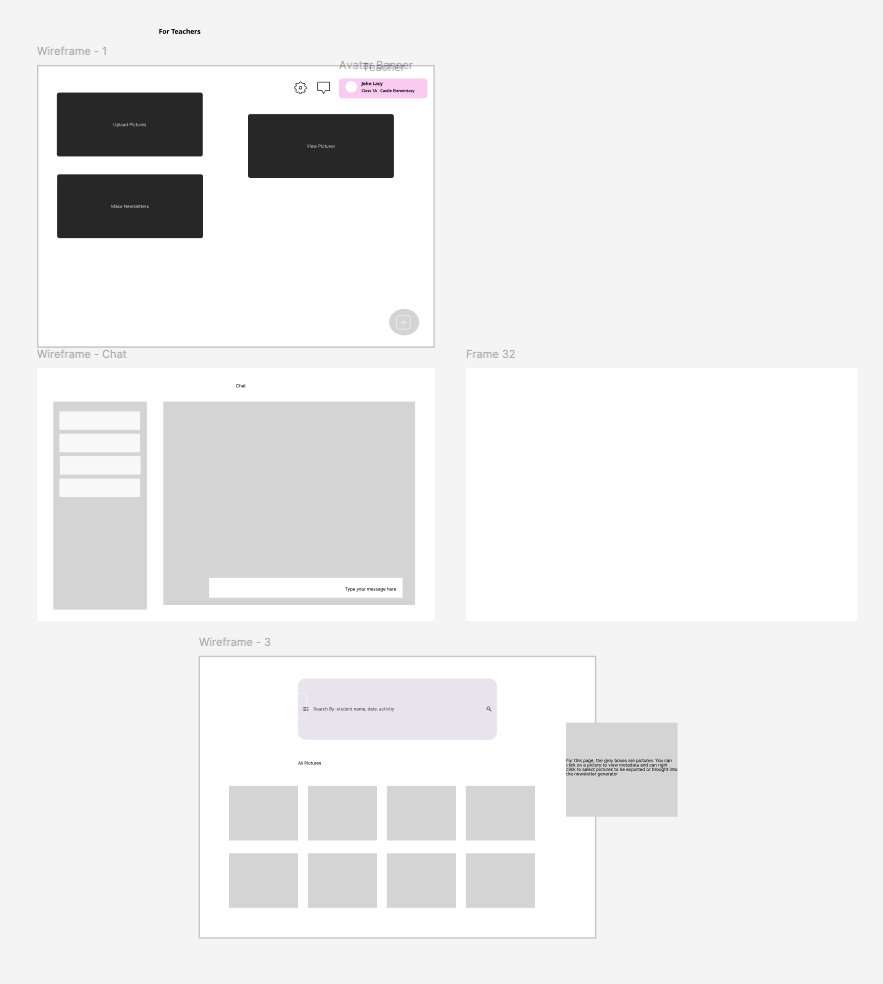 For Teachers
Wireframe - 1
Avatar Banner
Teacher
John Lacy
Class 1A Castle Elementary
Upload Pictures
View Pictures
Make Newsletters
Wireframe - Chat
Frame 32
Chat
Type your message here
Wireframe - 3
Search By student name, date, activity
All Pictures
For this page, the grey boxes are pictures. You can
click on a picture to view metadata and can right
click to select pictures to be exported or brought into
the newsletter generator